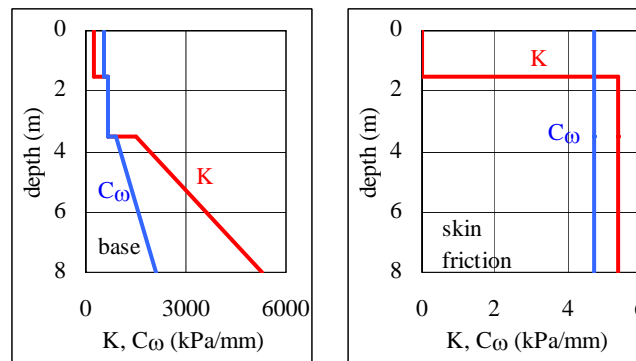 0
2
4
6
8
depth (m)
K
Cω
base
0 3000 6000
K, Cω (kPa/mm)
0
2
4
6
8
depth (m)
K
Cω
skin
friction
0 2 4 6
K, Cω (kPa/mm)